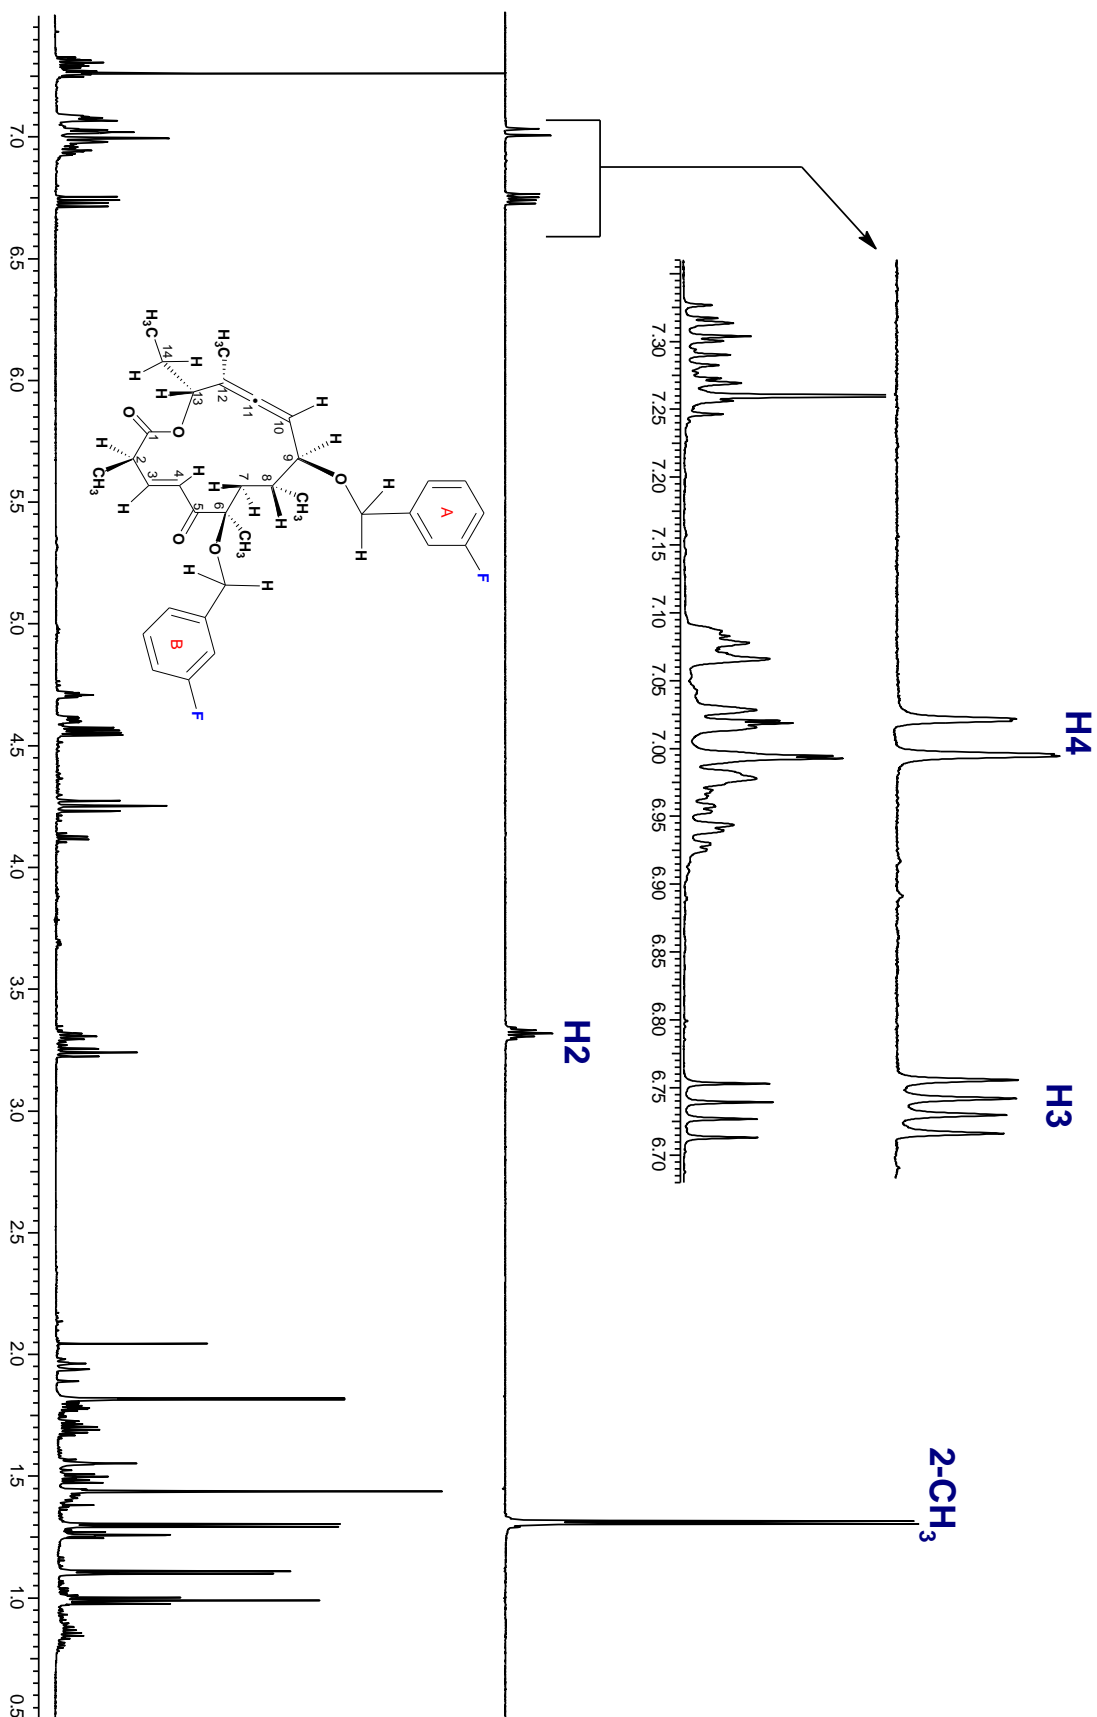 H4
H3
7.30 7.25 7.20 7.15 7.10 7.05 7.00 6.95 6.90 6.85 6.80 6.75 6.70
2-CH3
H2
F
A
H
H
O
H
H
10
9
11
12
H3C
8
CH3
H
7
H
H
6
CH3
H
4
5
O
O
H
H
B
F
14
H3C
H
H
13
H
O
O
1
2
H
CH3
3
H
7.0 6.5 6.0 5.5 5.0 4.5 4.0 3.5 3.0 2.5 2.0 1.5 1.0 0.5